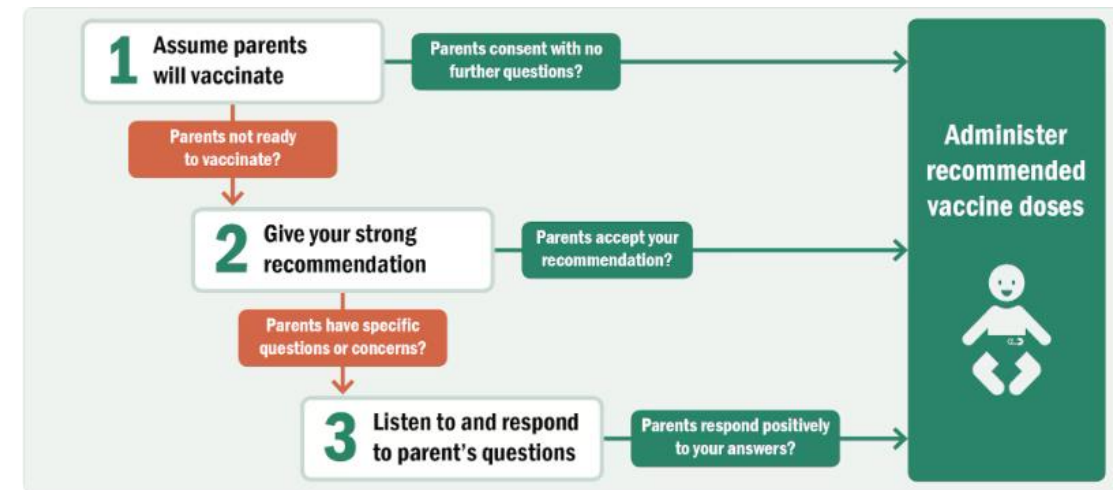 1 Assume parents
will vaccinate
Parents consent with no
further questions?
Parents not ready
to vaccinate?
2 Give your strong
recommendation
Parents accept your
recommendation?
Parents have specific
questions or concerns?
3 Listen to and respond
to parent’s questions
Parents respond positively
to your answers?
Administer
recommended
vaccine doses